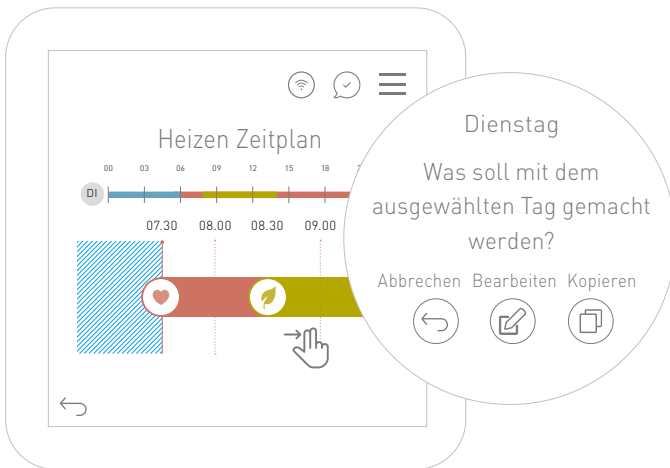 Heizen Zeitplan
00 03 06 09 12 15 18
DI
07.30 08.00 08.30 09.00
Dienstag
Was soll mit dem
ausgewählten Tag gemacht
werden?
Abbrechen Bearbeiten Kopieren